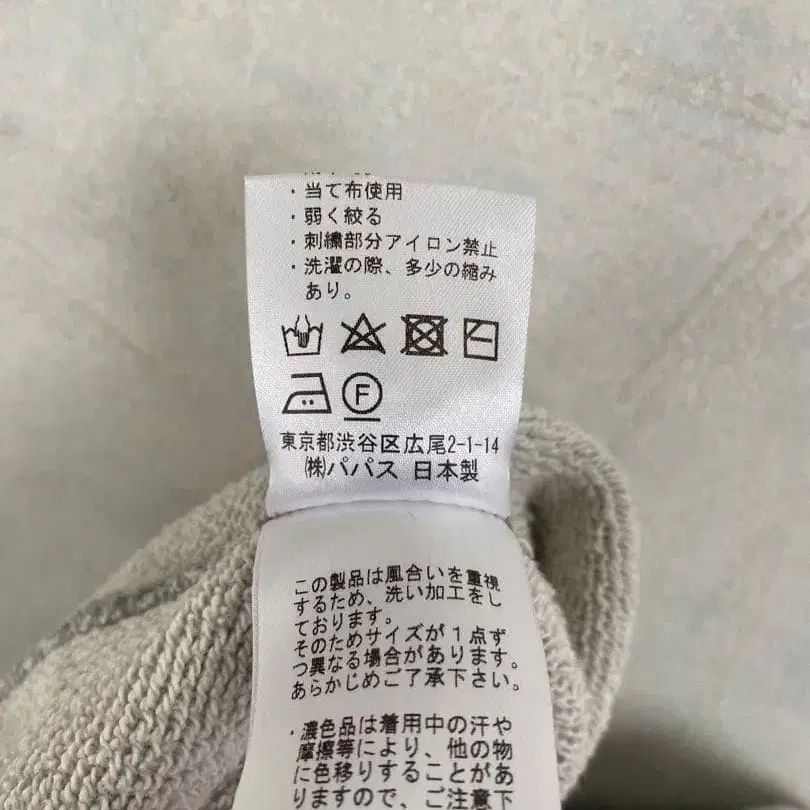 ・当て布使用
・弱く絞る
・刺繍部分アイロン禁止
・洗濯の際、多少の縮み
あり。
F
東京都渋谷区広尾2-1-14
㈱パパス 日本製
この製品は風合いを重視
するため、洗い加工をし
ております。
そのためサイズが1点ず
つ異なる場合があります。
あらかじめご了承下さい。
・濃色品は着用中の汗や
摩擦等により、他の物
に色移りすることがあ
りますので、ご注意下